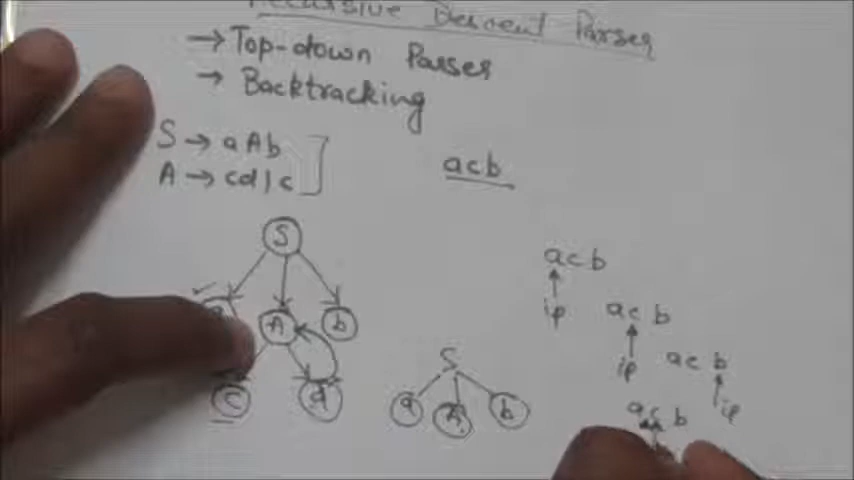 Recursive Descent Parser
→ Top-down Parser
→ Backtracking
S → aAb
A → cd|c
acb
S
a A b
c d
S
a A b
acb
ip
acb
ip
acb
ip
acb